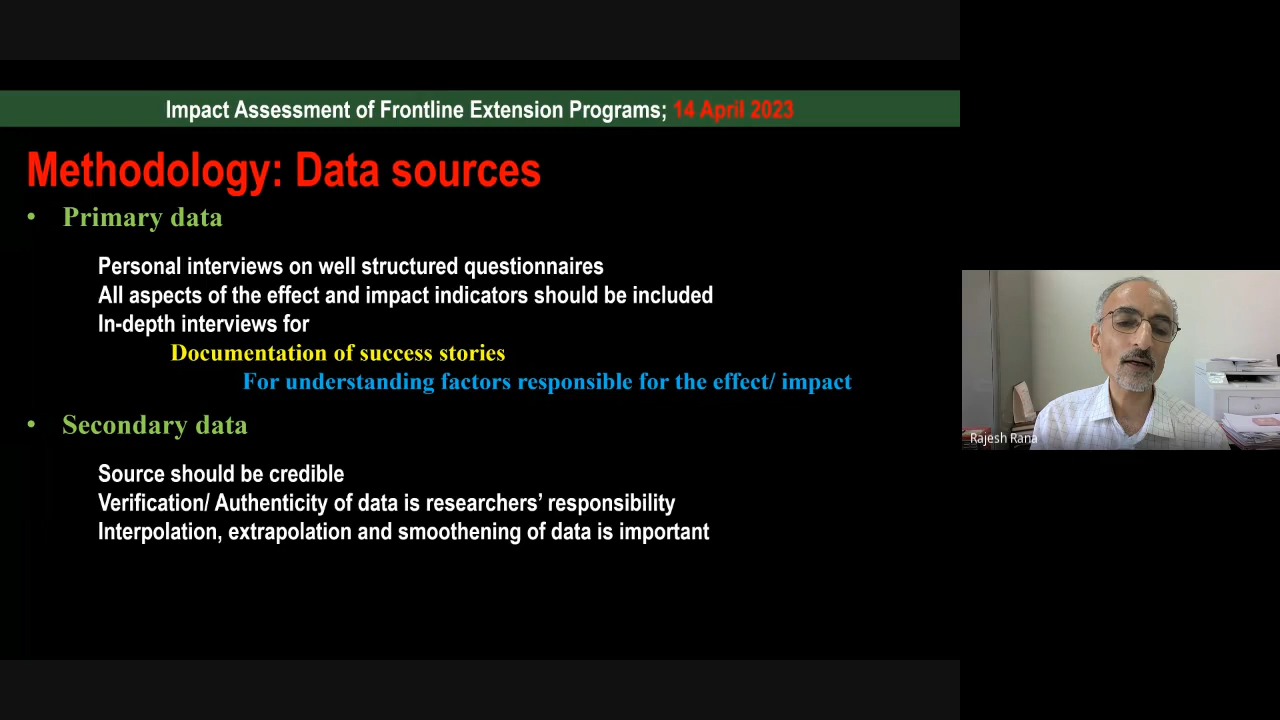 Impact Assessment of Frontline Extension Programs; 14 April 2023
Methodology: Data sources
• Primary data
Personal interviews on well structured questionnaires
All aspects of the effect and impact indicators should be included
In-depth interviews for
Documentation of success stories
For understanding factors responsible for the effect/ impact
• Secondary data
Source should be credible
Verification/ Authenticity of data is researchers’ responsibility
Interpolation, extrapolation and smoothening of data is important
Rajesh Rana